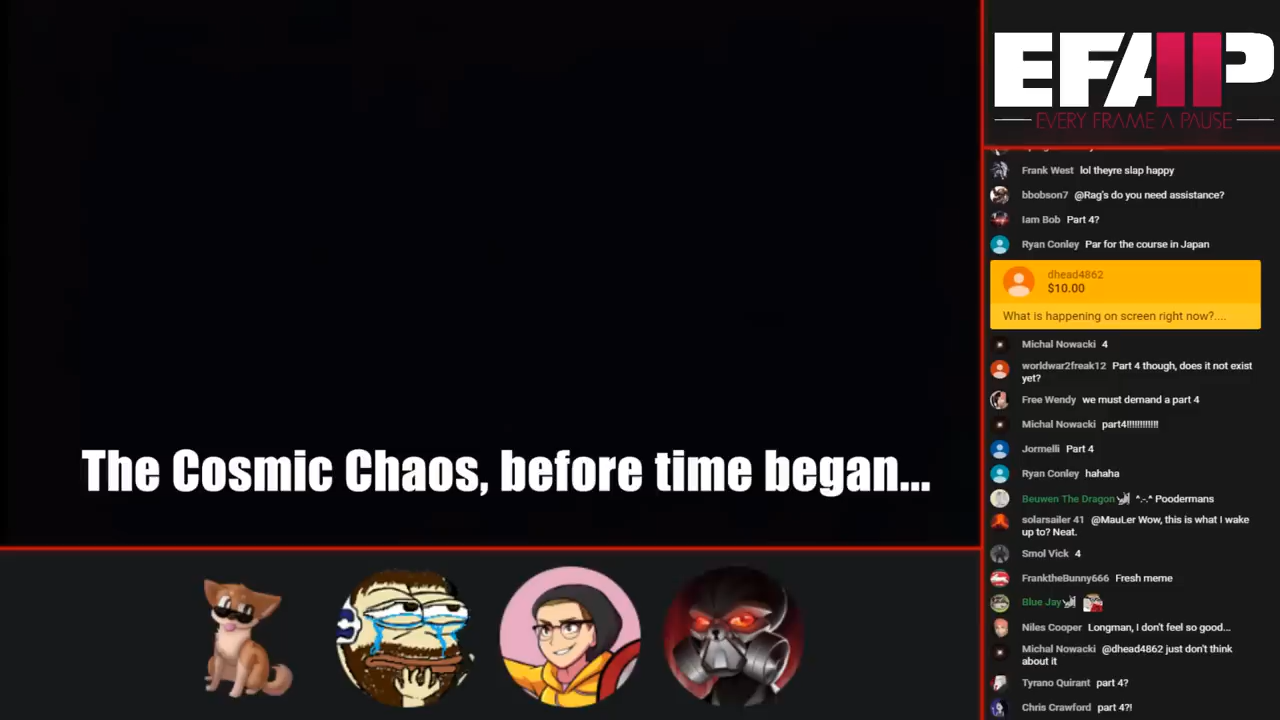 The Cosmic Chaos, before time began...
EFAP
EVERY FRAME A PAUSE
Frank West lol theyre slap happy
bbobson7 @Rag's do you need assistance?
Iam Bob Part 4?
Ryan Conley Par for the course in Japan
dhead4862
$10.00
What is happening on screen right now?....
Michal Nowacki 4
worldwar2freak12 Part 4 though, does it not exist
yet?
Free Wendy we must demand a part 4
Michal Nowacki part4!!!!!!!!!!!!
Jormelli Part 4
Ryan Conley hahaha
Beuwen The Dragon ^.-.^ Poodermans
solarsailer 41 @MauLer Wow, this is what I wake
up to? Neat.
Smol Vick 4
FranktheBunny666 Fresh meme
Blue Jay
Niles Cooper Longman, I don't feel so good...
Michal Nowacki @dhead4862 just don't think
about it
Tyrano Quirant part 4?
Chris Crawford part 4?!